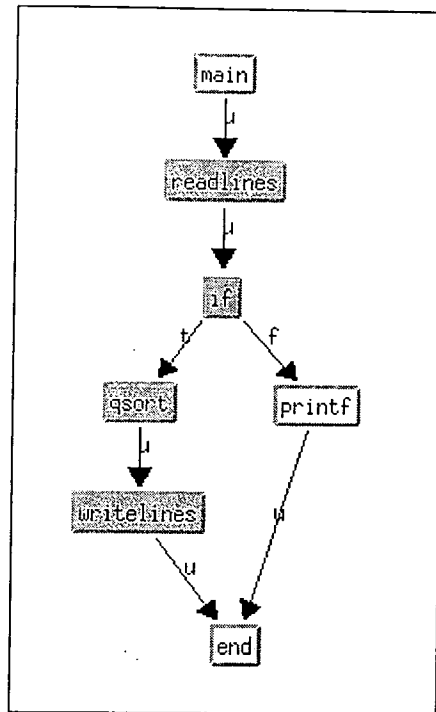 main
u
readlines
u
if
t f
qsort printf
u
writelines u
u
end